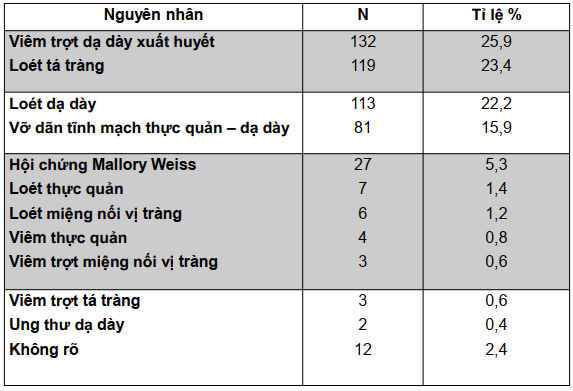 Nguyên nhân N Tỉ lệ %
Viêm trợt dạ dày xuất huyết 132 25,9
Loét tá tràng 119 23,4
Loét dạ dày 113 22,2
Vỡ dãn tĩnh mạch thực quản – dạ dày 81 15,9
Hội chứng Mallory Weiss 27 5,3
Loét thực quản 7 1,4
Loét miệng nối vị tràng 6 1,2
Viêm thực quản 4 0,8
Viêm trợt miệng nối vị tràng 3 0,6
Viêm trợt tá tràng 3 0,6
Ung thư dạ dày 2 0,4
Không rõ 12 2,4